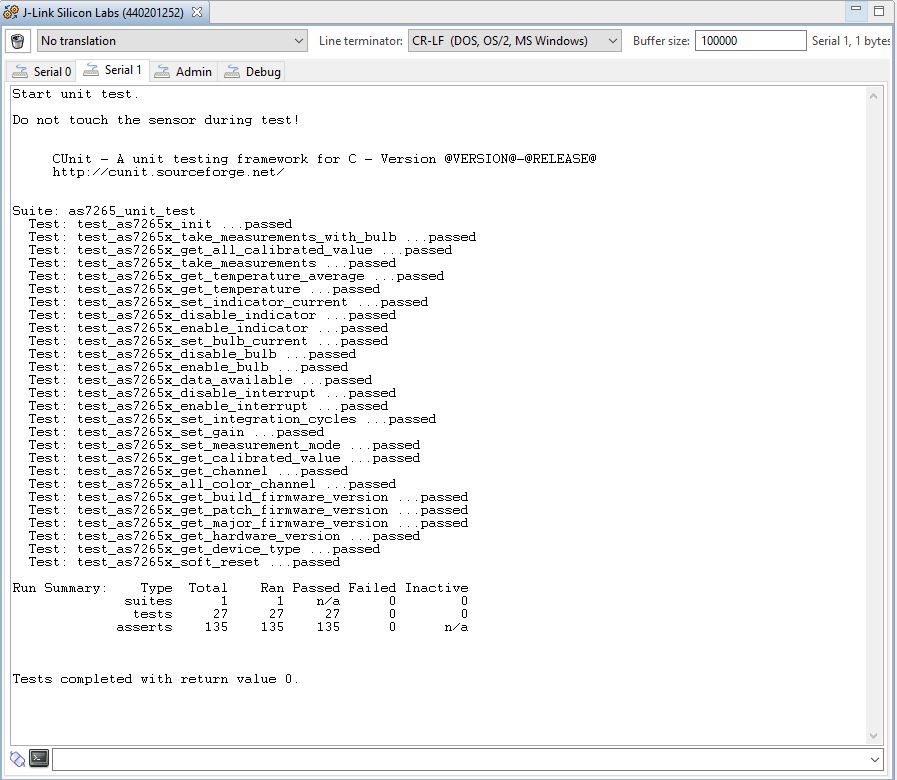 J-Link Silicon Labs (440201252)
No translation Line terminator: CR-LF (DOS, OS/2, MS Windows) Buffer size: 100000 Serial 1, 1 bytes
Serial 0 Serial 1 Admin Debug
Start unit test.
Do not touch the sensor during test!
CUnit - A unit testing framework for C - Version @VERSION@-@RELEASE@
http://cunit.sourceforge.net/
Suite: as7265_unit_test
Test: test_as7265x_init ...passed
Test: test_as7265x_take_measurements_with_bulb ...passed
Test: test_as7265x_get_all_calibrated_value ...passed
Test: test_as7265x_take_measurements ...passed
Test: test_as7265x_get_temperature_average ...passed
Test: test_as7265x_get_temperature ...passed
Test: test_as7265x_set_indicator_current ...passed
Test: test_as7265x_disable_indicator ...passed
Test: test_as7265x_enable_indicator ...passed
Test: test_as7265x_set_bulb_current ...passed
Test: test_as7265x_disable_bulb ...passed
Test: test_as7265x_enable_bulb ...passed
Test: test_as7265x_data_available ...passed
Test: test_as7265x_disable_interrupt ...passed
Test: test_as7265x_enable_interrupt ...passed
Test: test_as7265x_set_integration_cycles ...passed
Test: test_as7265x_set_gain ...passed
Test: test_as7265x_set_measurement_mode ...passed
Test: test_as7265x_get_calibrated_value ...passed
Test: test_as7265x_get_channel ...passed
Test: test_as7265x_all_color_channel ...passed
Test: test_as7265x_get_build_firmware_version ...passed
Test: test_as7265x_get_patch_firmware_version ...passed
Test: test_as7265x_get_major_firmware_version ...passed
Test: test_as7265x_get_hardware_version ...passed
Test: test_as7265x_get_device_type ...passed
Test: test_as7265x_soft_reset ...passed
Run Summary: Type Total Ran Passed Failed Inactive
suites 1 1 n/a 0 0
tests 27 27 27 0 0
asserts 135 135 135 0 n/a
Tests completed with return value 0.